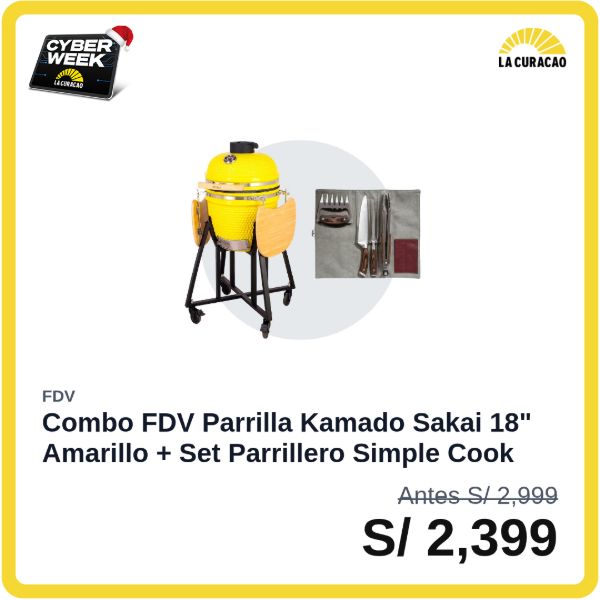 CYBER
WEEK
LA CURACAO
LA CURACAO
FDV
Combo FDV Parrilla Kamado Sakai 18"
Amarillo + Set Parrillero Simple Cook
Antes S/ 2,999
S/ 2,399